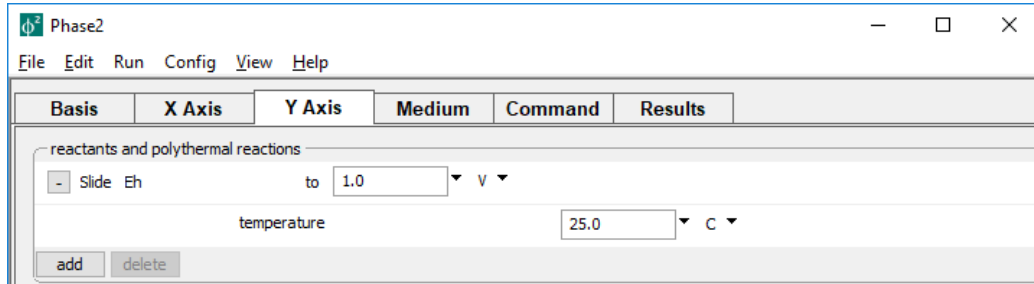 ϕ² Phase2
File Edit Run Config View Help
Basis X Axis Y Axis Medium Command Results
reactants and polythermal reactions
- Slide Eh to 1.0 V
temperature 25.0 C
add delete